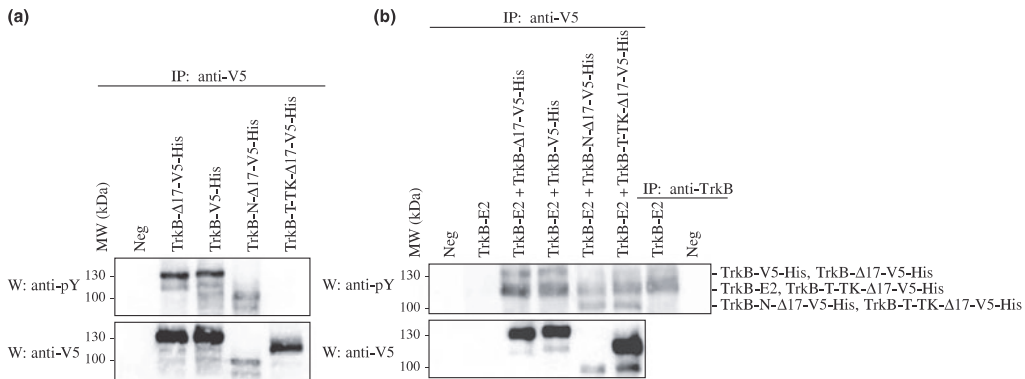 (a)
IP: anti-V5
MW (kDa)
Neg
TrkB-Δ17-V5-His
TrkB-V5-His
TrkB-N-Δ17-V5-His
TrkB-T-TK-Δ17-V5-His
W: anti-pY
130
100
W: anti-V5
130
100
(b)
IP: anti-V5
MW (kDa)
Neg
TrkB-E2
TrkB-E2 + TrkB-Δ17-V5-His
TrkB-E2 + TrkB-V5-His
TrkB-E2 + TrkB-N-Δ17-V5-His
TrkB-E2 + TrkB-T-TK-Δ17-V5-His
IP: anti-TrkB
TrkB-E2
Neg
W: anti-pY
130
100
TrkB-V5-His, TrkB-Δ17-V5-His
TrkB-E2, TrkB-T-TK-Δ17-V5-His
TrkB-N-Δ17-V5-His, TrkB-T-TK-Δ17-V5-His
W: anti-V5
130
100